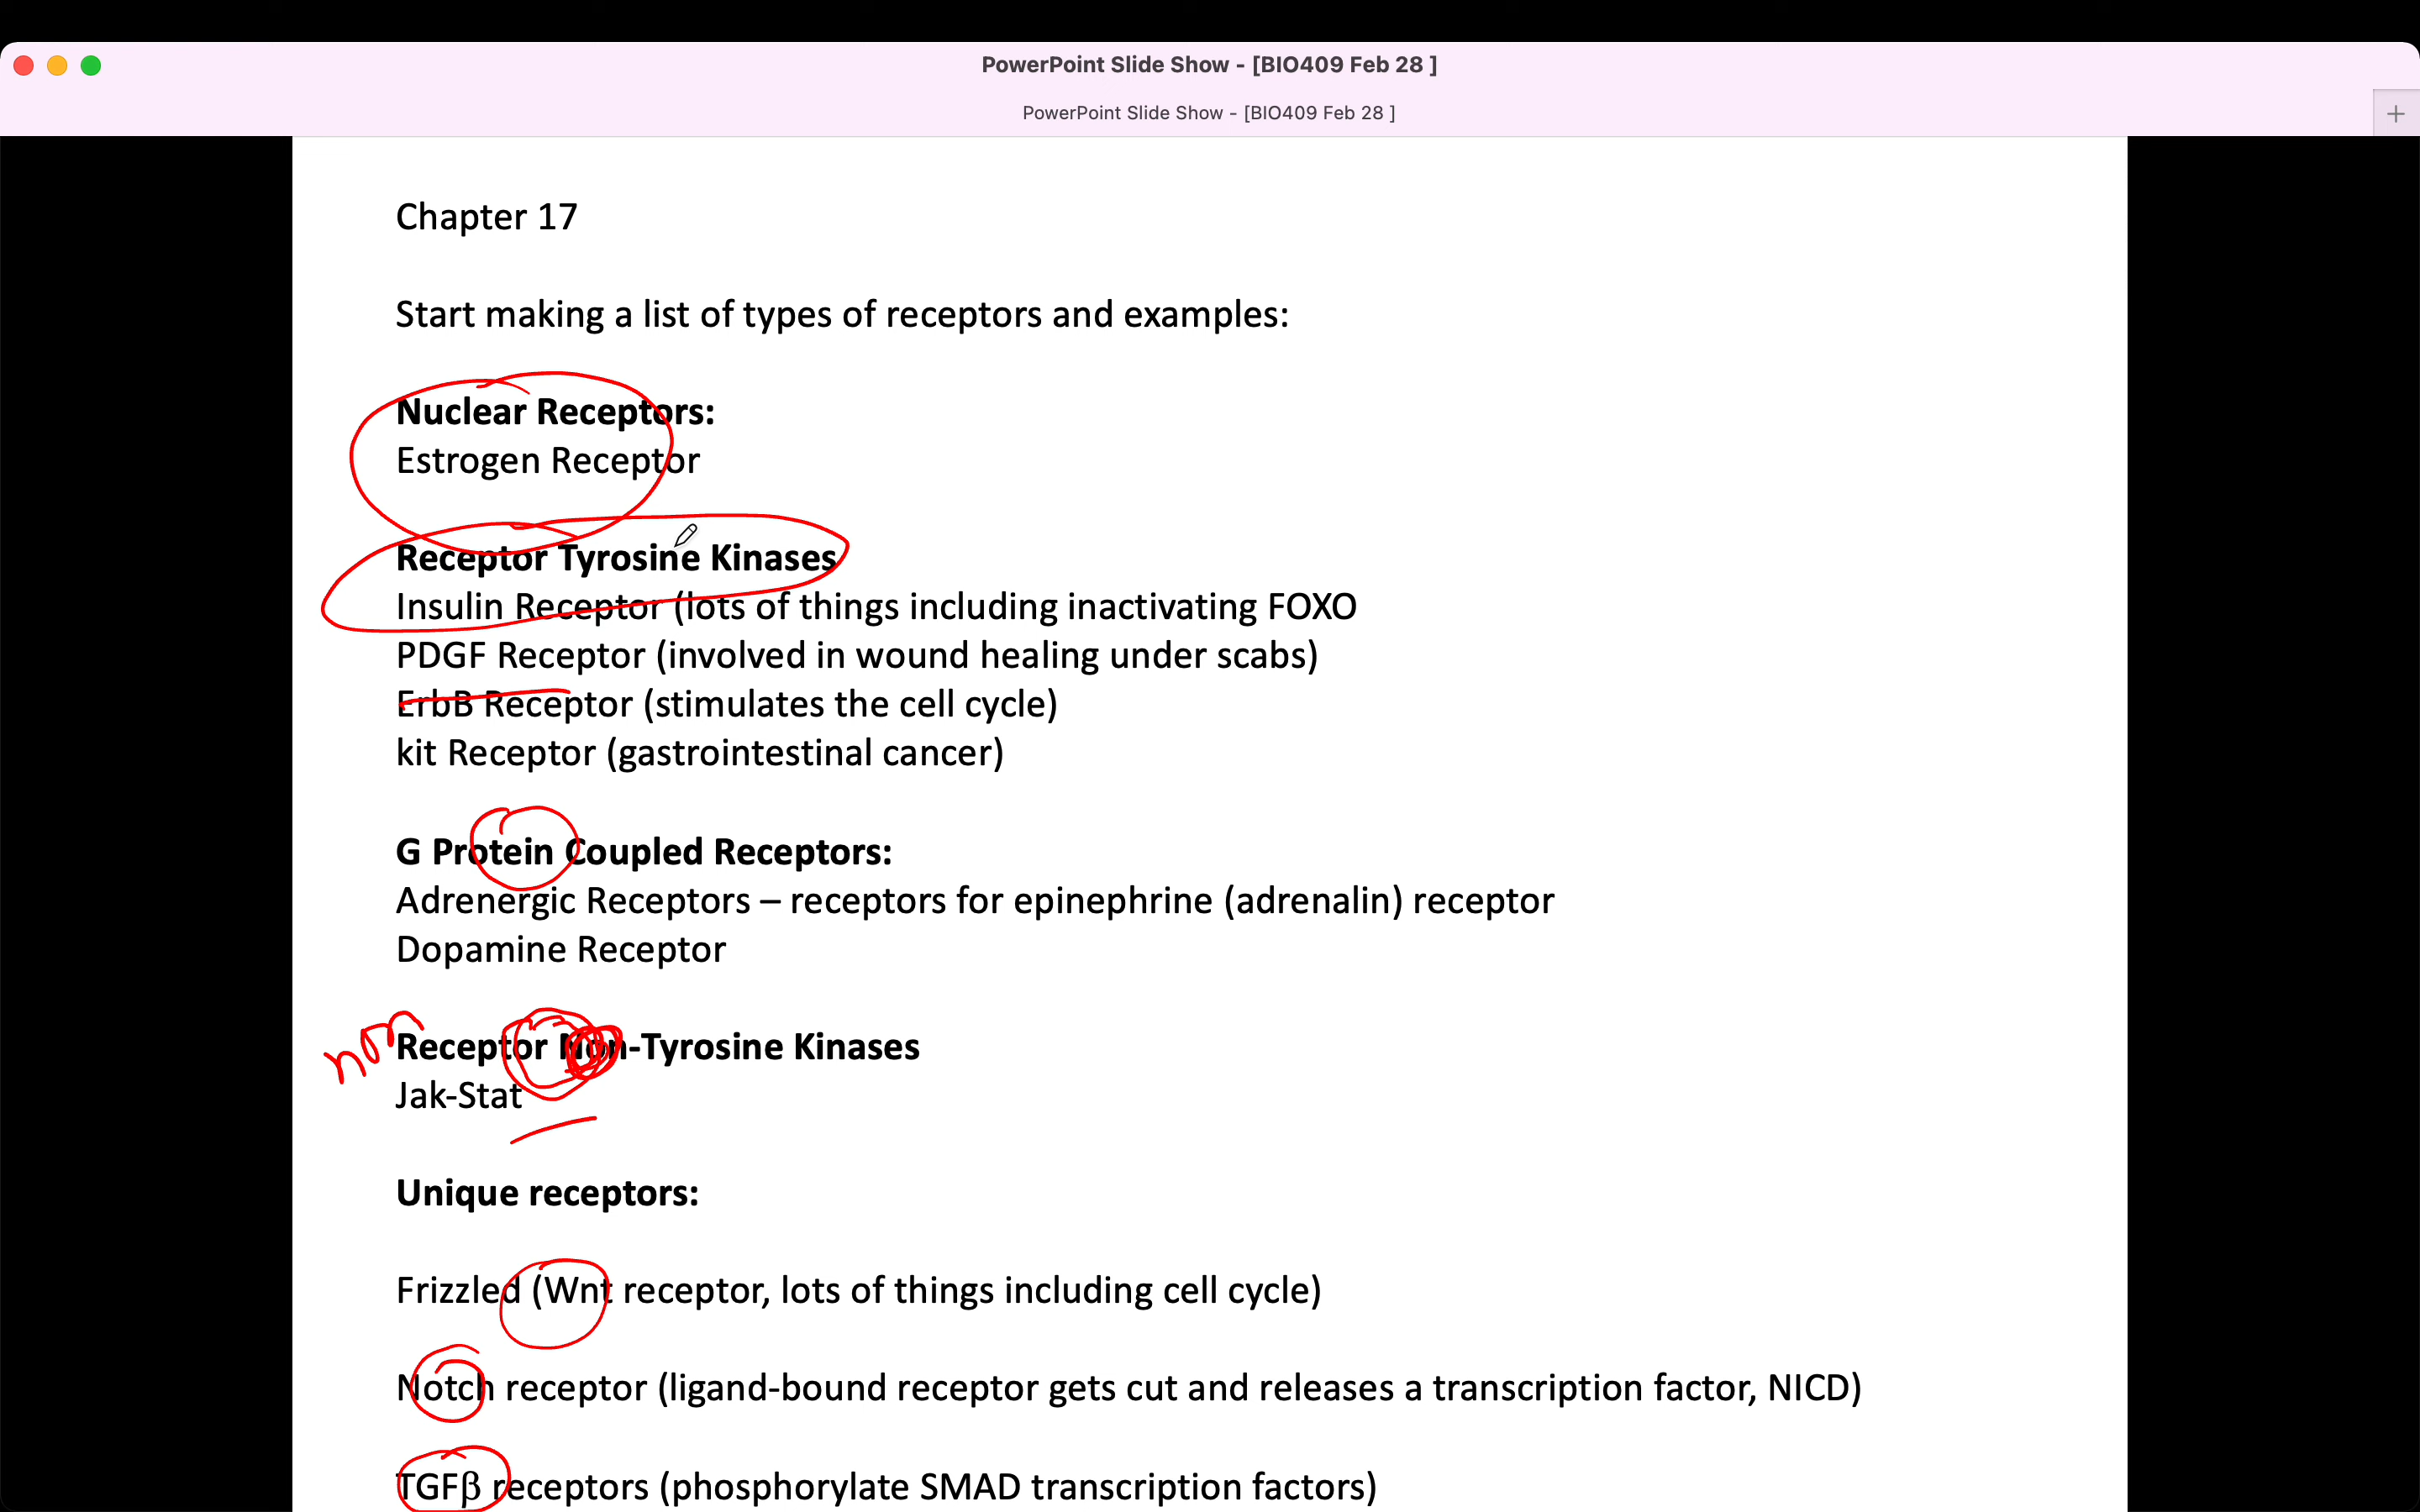 PowerPoint Slide Show - [BIO409 Feb 28 ]
PowerPoint Slide Show - [BIO409 Feb 28 ]
Chapter 17
Start making a list of types of receptors and examples:
Nuclear Receptors:
Estrogen Receptor
Receptor Tyrosine Kinases
Insulin Receptor (lots of things including inactivating FOXO
PDGF Receptor (involved in wound healing under scabs)
ErbB Receptor (stimulates the cell cycle)
kit Receptor (gastrointestinal cancer)
G Protein Coupled Receptors:
Adrenergic Receptors – receptors for epinephrine (adrenalin) receptor
Dopamine Receptor
non Receptor Non-Tyrosine Kinases
Jak-Stat
Unique receptors:
Frizzled (Wnt receptor, lots of things including cell cycle)
Notch receptor (ligand-bound receptor gets cut and releases a transcription factor, NICD)
TGFβ receptors (phosphorylate SMAD transcription factors)